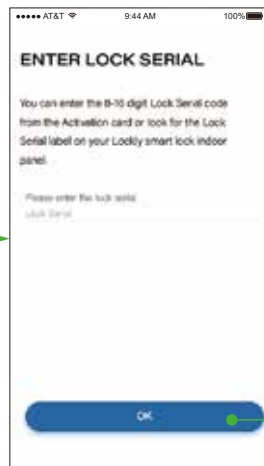 AT&T 9:44 AM 100%
ENTER LOCK SERIAL
You can enter the 8-16 digit Lock Serial code
from the Activation card or look for the Lock
Serial label on your Lockly smart lock indoor
panel.
Please enter the lock serial
Lock Serial
OK